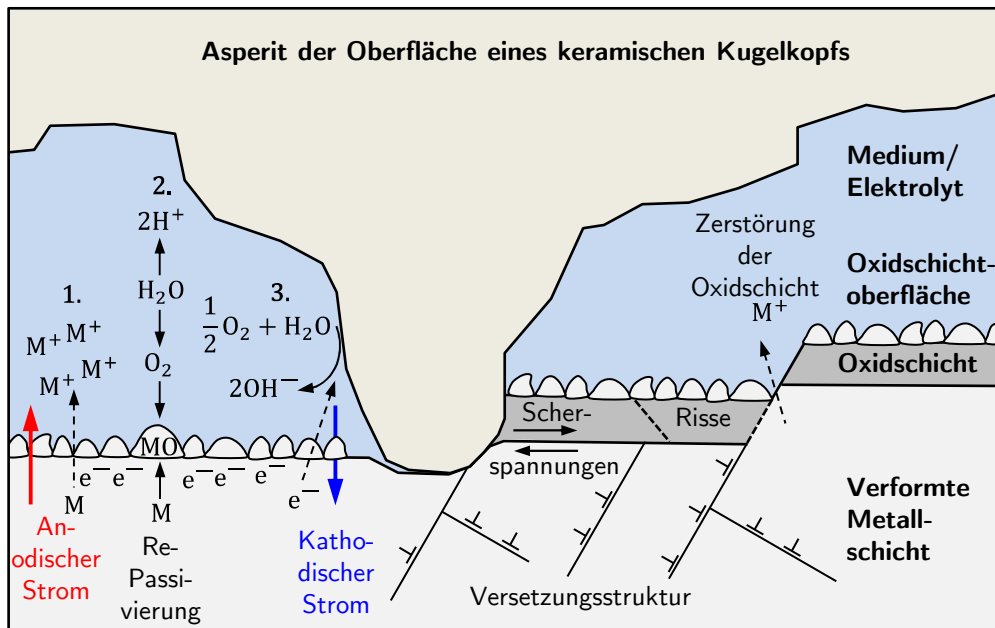 Asperit der Oberfläche eines keramischen Kugelkopfs
Medium/
Elektrolyt
Oxidschicht-
oberfläche
Oxidschicht
Verformte
Metall-
schicht
2.
2H⁺
H₂O
O₂
MO
M
Re-
Passi-
vierung
1.
M⁺ M⁺
M⁺ M⁺
M
An-
odischer
Strom
3.
1/2 O₂ + H₂O
2OH⁻
e⁻ e⁻ e⁻ e⁻ e⁻
e⁻
Katho-
discher
Strom
Zerstörung
der
Oxidschicht
M⁺
Scher-
spannungen
Risse
Versetzungsstruktur